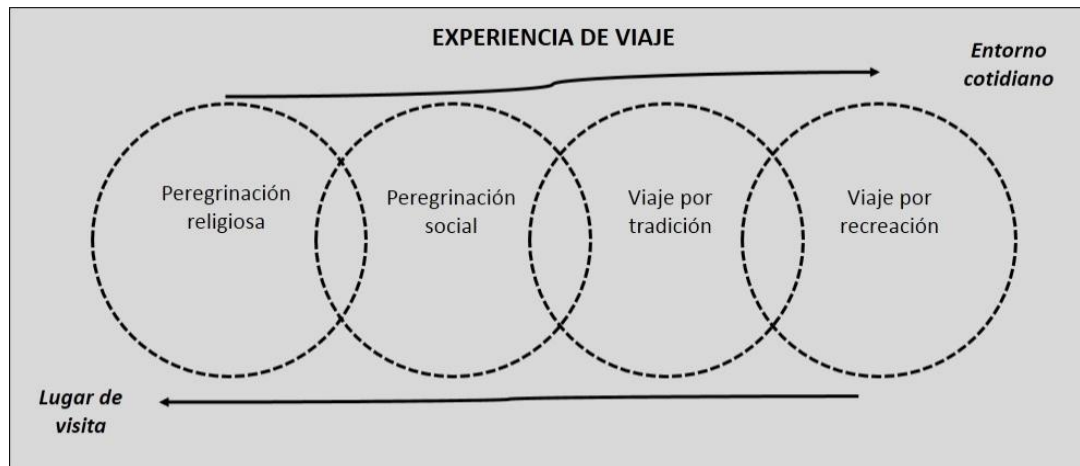 EXPERIENCIA DE VIAJE
Entorno
cotidiano
Peregrinación
religiosa
Peregrinación
social
Viaje por
tradición
Viaje por
recreación
Lugar de
visita